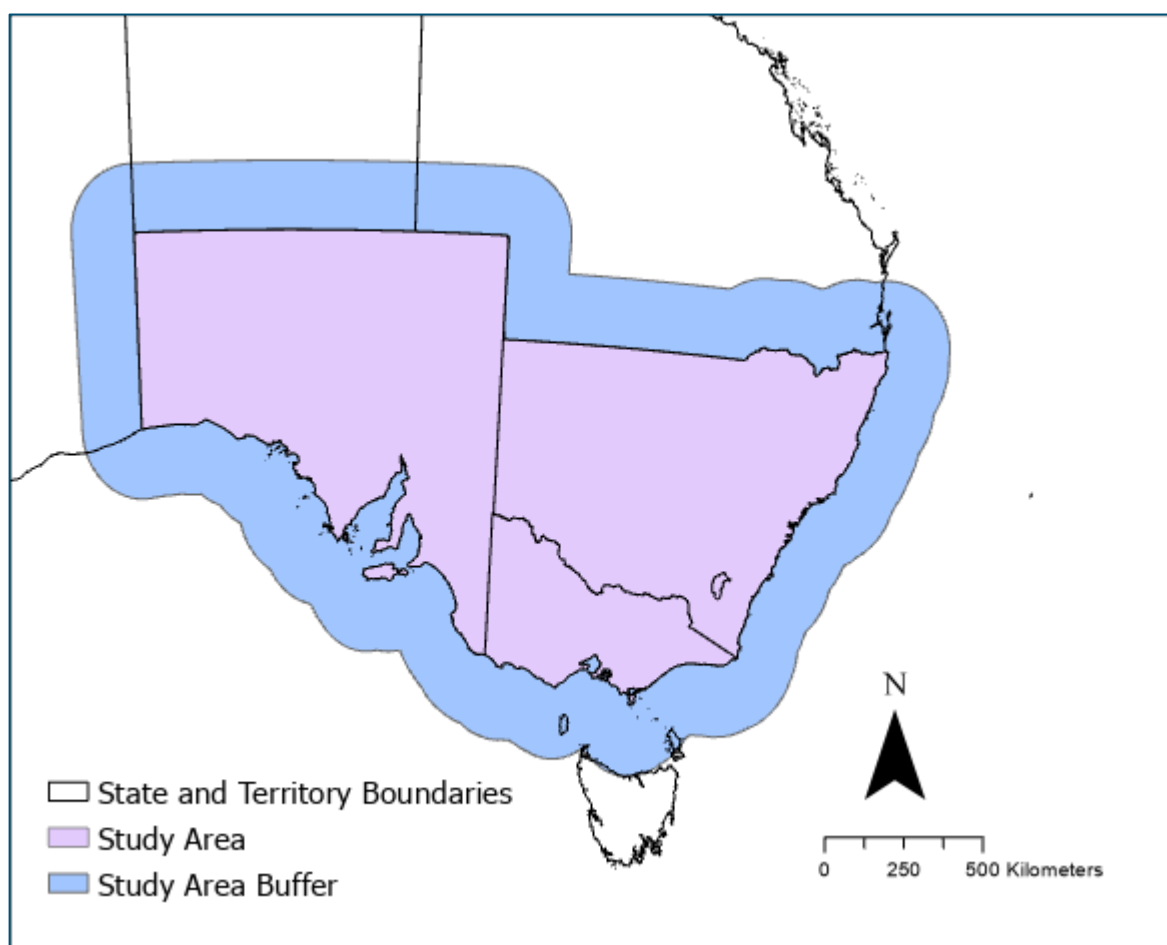 N
State and Territory Boundaries
Study Area
Study Area Buffer
0 250 500 Kilometers